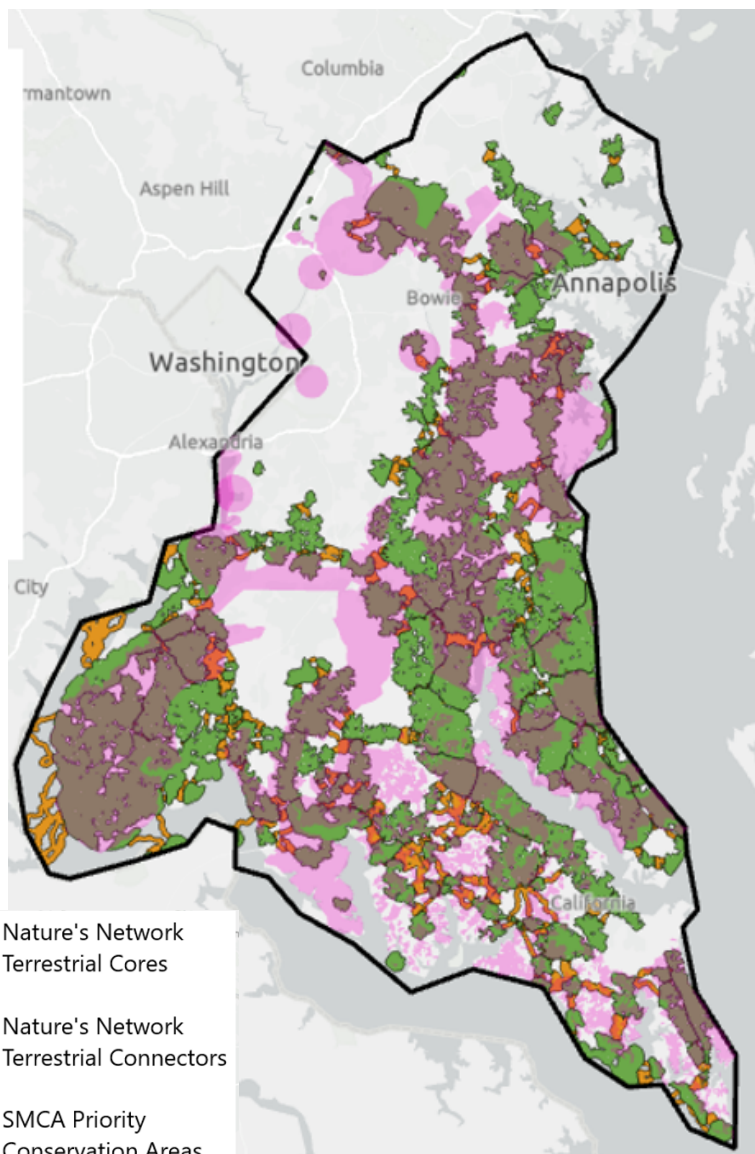 Columbia
rmantown
Aspen Hill
Bowie
Annapolis
Washington
Alexandria
City
California
Nature's Network
Terrestrial Cores
Nature's Network
Terrestrial Connectors
SMCA Priority
Conservation Areas